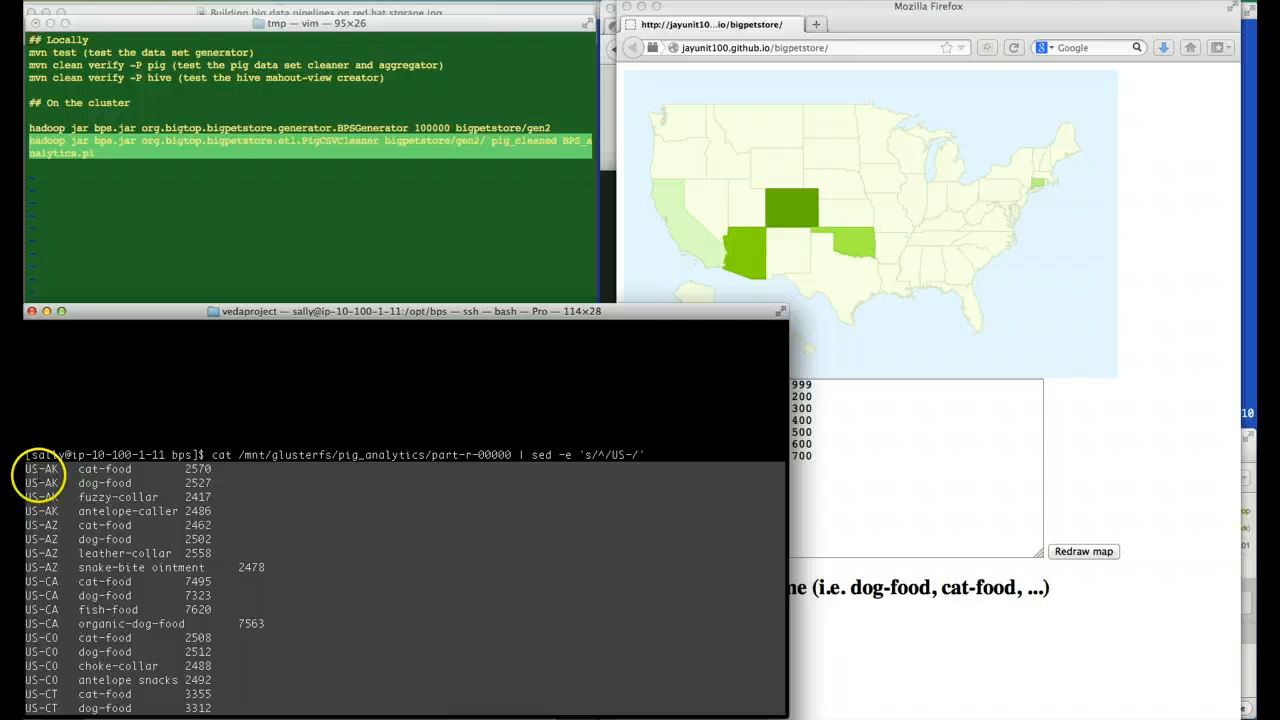 Building big data pipelines on red hat storage.jpg
tmp — vim — 95×26
## Locally
mvn test (test the data set generator)
mvn clean verify -P pig (test the pig data set cleaner and aggregator)
mvn clean verify -P hive (test the hive mahout-view creator)
## On the cluster
hadoop jar bps.jar org.bigtop.bigpetstore.generator.BPSGenerator 100000 bigpetstore/gen2
hadoop jar bps.jar org.bigtop.bigpetstore.etl.PigCSVCleaner bigpetstore/gen2/ pig_cleaned BPS_a
nalytics.pi
~
~
~
~
~
~
~
~
~
~
Mozilla Firefox
http://jayunit10...io/bigpetstore/
jayunit100.github.io/bigpetstore/
Google
vedaproject — sally@ip-10-100-1-11:/opt/bps — ssh — bash — Pro — 114×28
[sally@ip-10-100-1-11 bps]$ cat /mnt/glusterfs/pig_analytics/part-r-00000 | sed -e 's/^/US-/'
US-AK cat-food 2570
US-AK dog-food 2527
US-AK fuzzy-collar 2417
US-AK antelope-caller 2486
US-AZ cat-food 2462
US-AZ dog-food 2502
US-AZ leather-collar 2558
US-AZ snake-bite ointment 2478
US-CA cat-food 7495
US-CA dog-food 7323
US-CA fish-food 7620
US-CA organic-dog-food 7563
US-CO cat-food 2508
US-CO dog-food 2512
US-CO choke-collar 2488
US-CO antelope snacks 2492
US-CT cat-food 3355
US-CT dog-food 3312
999
200
300
400
500
600
700
Redraw map
me (i.e. dog-food, cat-food, ...)
10